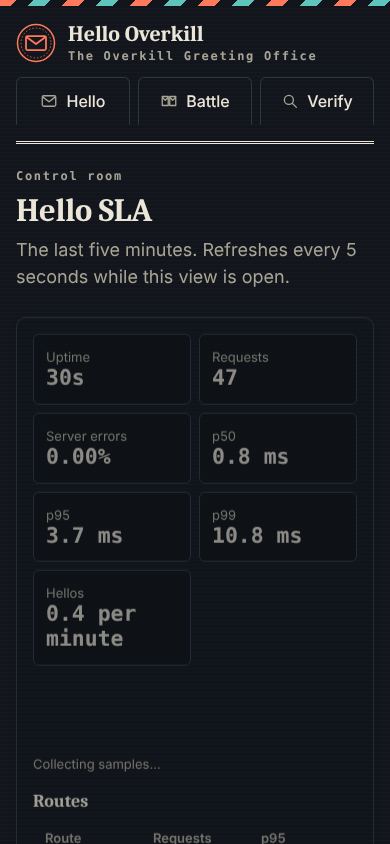 Hello Overkill
The Overkill Greeting Office
Hello
Battle
Verify
Control room
Hello SLA
The last five minutes. Refreshes every 5
seconds while this view is open.
Uptime
30s
Requests
47
Server errors
0.00%
p50
0.8 ms
p95
3.7 ms
p99
10.8 ms
Hellos
0.4 per
minute
Collecting samples…
Routes
Route Requests p95